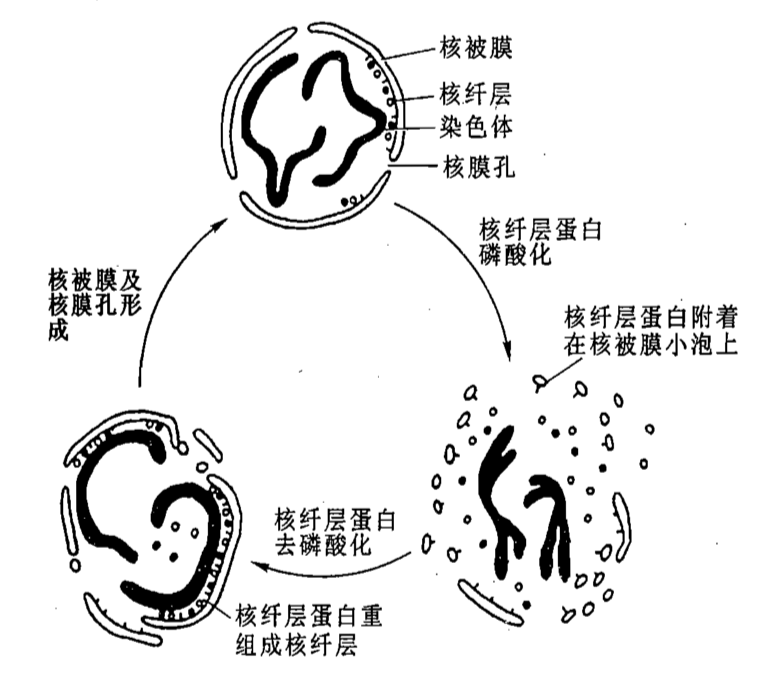 核被膜
核纤层
染色体
核膜孔
核纤层蛋白
磷酸化
核被膜及
核膜孔形
成
核纤层蛋白附着
在核被膜小泡上
核纤层蛋白
去磷酸化
核纤层蛋白重
组成核纤层